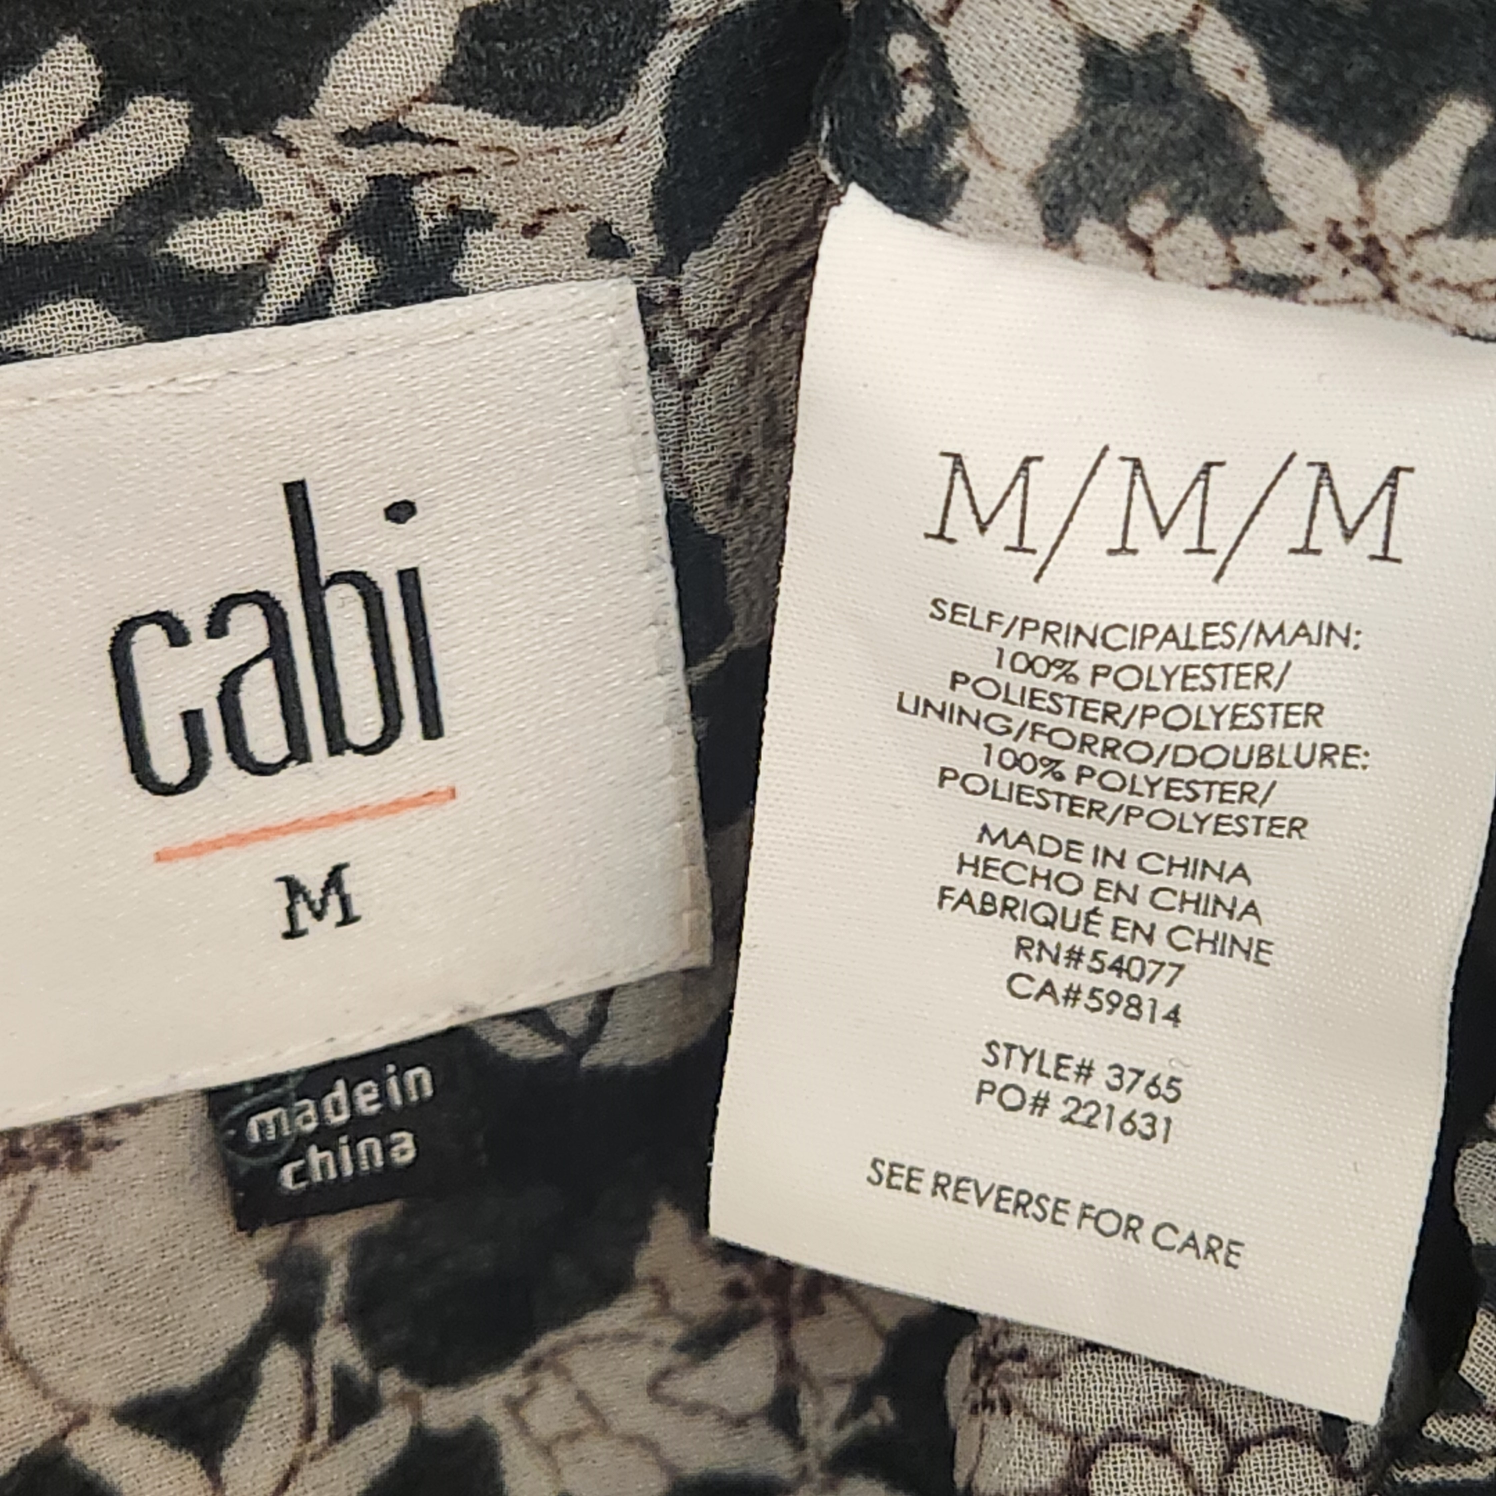 cabi
M
made in
china
M/M/M
SELF/PRINCIPALES/MAIN:
100% POLYESTER/
POLIESTER/POLYESTER
LINING/FORRO/DOUBLURE:
100% POLYESTER/
POLIESTER/POLYESTER
MADE IN CHINA
HECHO EN CHINA
FABRIQUÉ EN CHINE
RN#54077
CA#59814
STYLE# 3765
PO# 221631
SEE REVERSE FOR CARE